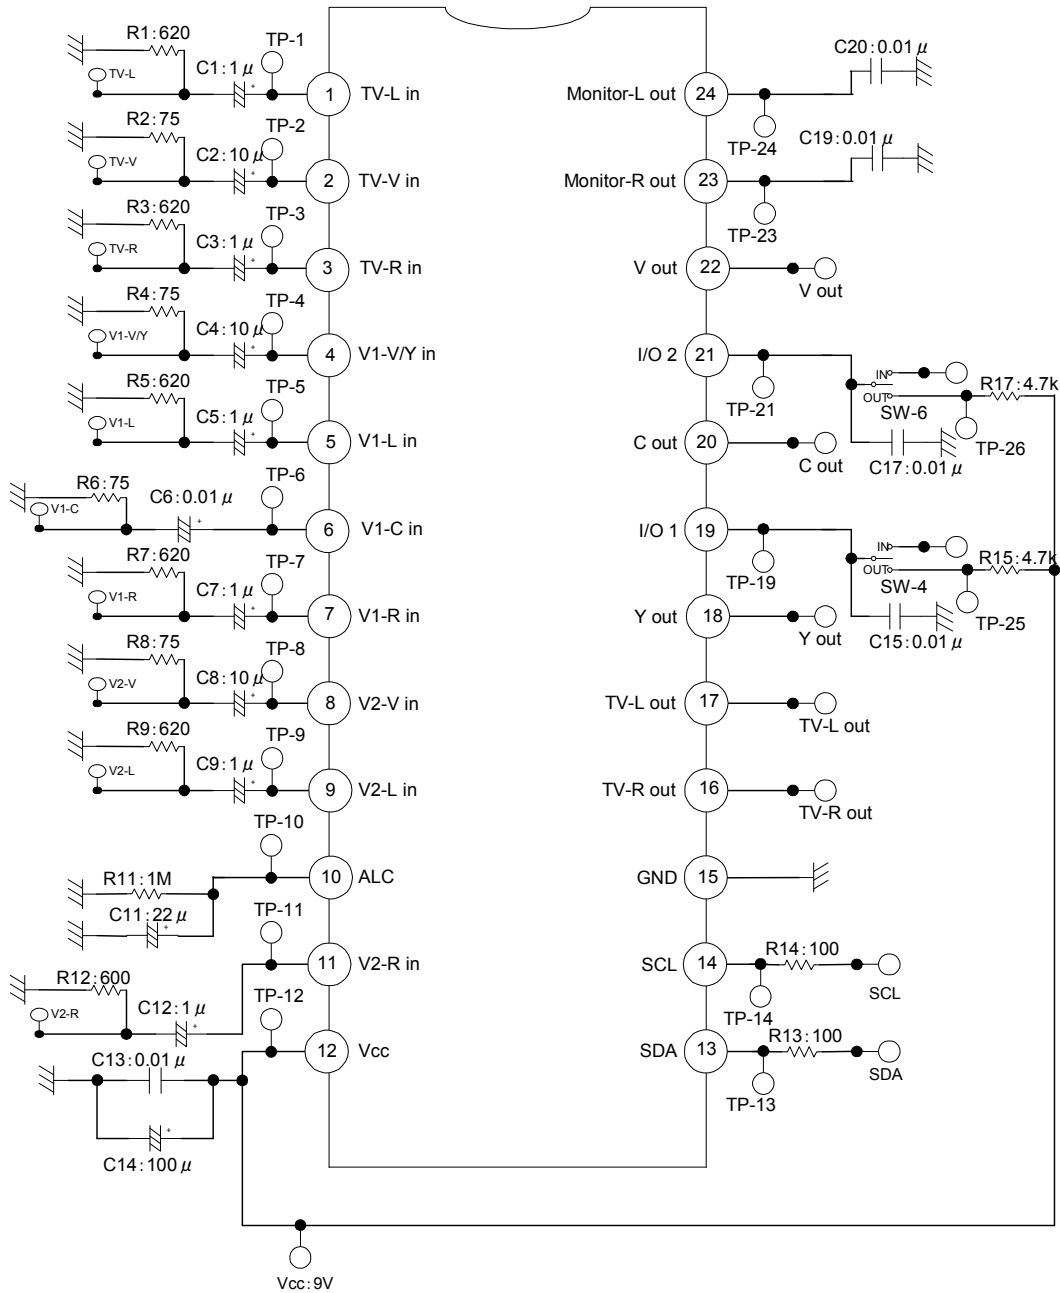 R1:620
TP-1
TV-L
C1:1μ
1
TV-L in
R2:75
TP-2
TV-V
C2:10μ
2
TV-V in
R3:620
TP-3
TV-R
C3:1μ
3
TV-R in
R4:75
TP-4
V1-V/Y
C4:10μ
4
V1-V/Y in
R5:620
TP-5
V1-L
C5:1μ
5
V1-L in
R6:75
TP-6
V1-C
C6:0.01μ
6
V1-C in
R7:620
TP-7
V1-R
C7:1μ
7
V1-R in
R8:75
TP-8
V2-V
C8:10μ
8
V2-V in
R9:620
TP-9
V2-L
C9:1μ
9
V2-L in
TP-10
R11:1M
10
ALC
C11:22μ
TP-11
11
V2-R in
R12:600
V2-R
C12:1μ
TP-12
12
Vcc
C13:0.01μ
C14:100μ
Vcc:9V
C20:0.01μ
Monitor-L out
24
TP-24
C19:0.01μ
Monitor-R out
23
TP-23
V out
22
V out
I/O 2
21
TP-21
IN
OUT
SW-6
R17:4.7k
TP-26
C17:0.01μ
C out
20
C out
I/O 1
19
TP-19
IN
OUT
SW-4
R15:4.7k
TP-25
C15:0.01μ
Y out
18
Y out
TV-L out
17
TV-L out
TV-R out
16
TV-R out
GND
15
SCL
14
R14:100
SCL
TP-14
SDA
13
R13:100
SDA
TP-13